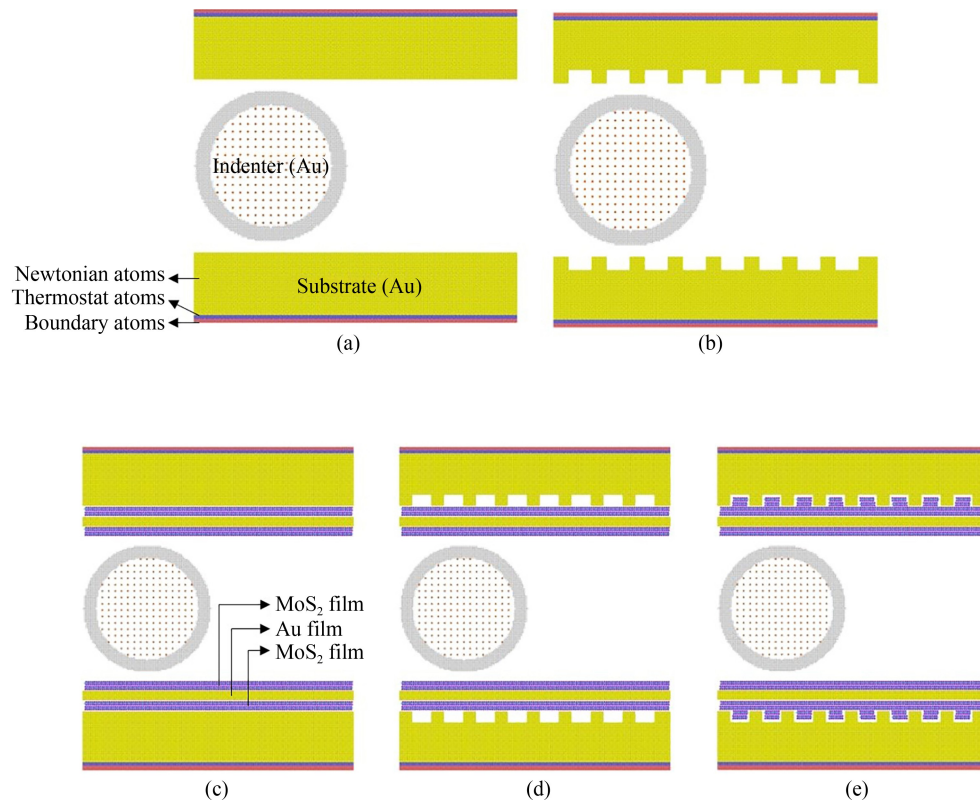 Indenter (Au)
Newtonian atoms
Substrate (Au)
Thermostat atoms
Boundary atoms
(a)
(b)
MoS₂ film
Au film
MoS₂ film
(c)
(d)
(e)